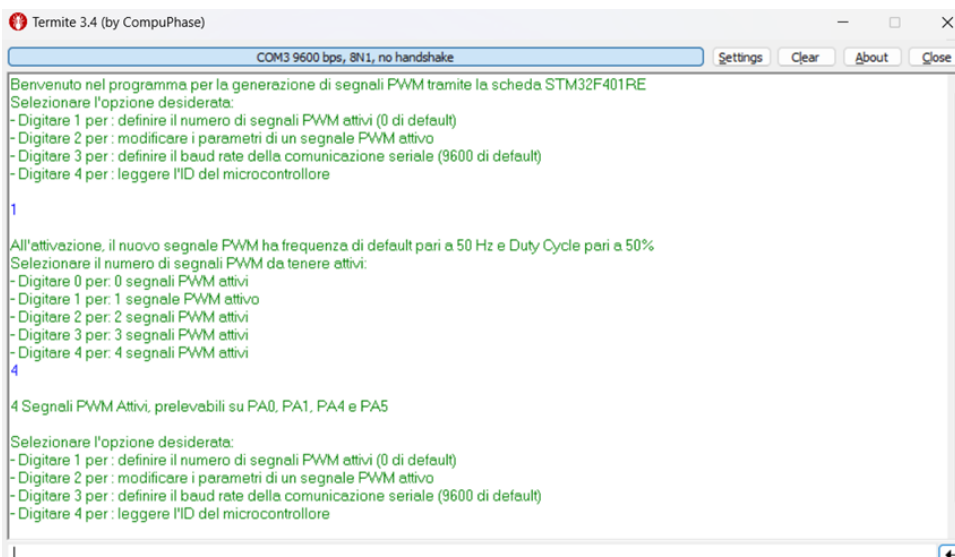 Termite 3.4 (by CompuPhase)
COM3 9600 bps, 8N1, no handshake
Settings
Clear
About
Close
Benvenuto nel programma per la generazione di segnali PWM tramite la scheda STM32F401RE
Selezionare l'opzione desiderata:
- Digitare 1 per : definire il numero di segnali PWM attivi (0 di default)
- Digitare 2 per : modificare i parametri di un segnale PWM attivo
- Digitare 3 per : definire il baud rate della comunicazione seriale (9600 di default)
- Digitare 4 per : leggere l'ID del microcontrollore
1
All'attivazione, il nuovo segnale PWM ha frequenza di default pari a 50 Hz e Duty Cycle pari a 50%
Selezionare il numero di segnali PWM da tenere attivi:
- Digitare 0 per: 0 segnali PWM attivi
- Digitare 1 per: 1 segnale PWM attivo
- Digitare 2 per: 2 segnali PWM attivi
- Digitare 3 per: 3 segnali PWM attivi
- Digitare 4 per: 4 segnali PWM attivi
4
4 Segnali PWM Attivi, prelevabili su PA0, PA1, PA4 e PA5
Selezionare l'opzione desiderata:
- Digitare 1 per : definire il numero di segnali PWM attivi (0 di default)
- Digitare 2 per : modificare i parametri di un segnale PWM attivo
- Digitare 3 per : definire il baud rate della comunicazione seriale (9600 di default)
- Digitare 4 per : leggere l'ID del microcontrollore